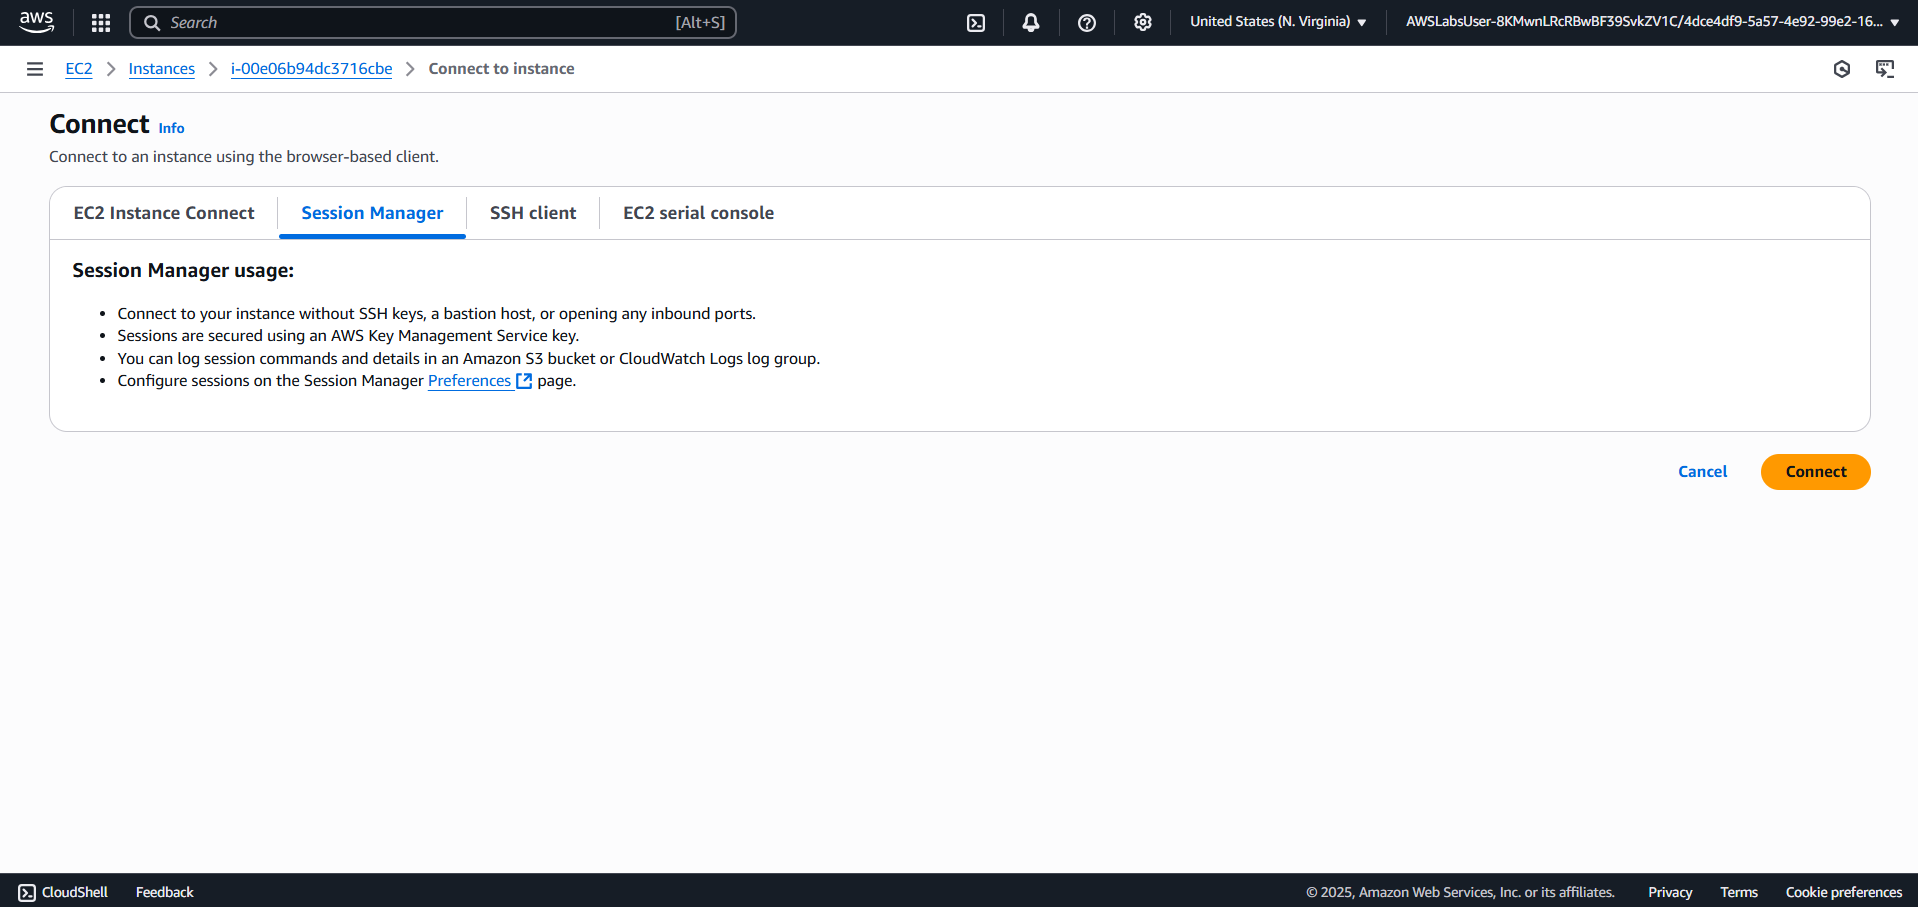 aws
Search [Alt+S]
United States (N. Virginia)
AWSLabsUser-8KMwnLRcRBwBF39SvkZV1C/4dce4df9-5a57-4e92-99e2-16...
EC2 Instances i-00e06b94dc3716cbe Connect to instance
Connect Info
Connect to an instance using the browser-based client.
EC2 Instance Connect Session Manager SSH client EC2 serial console
Session Manager usage:
• Connect to your instance without SSH keys, a bastion host, or opening any inbound ports.
• Sessions are secured using an AWS Key Management Service key.
• You can log session commands and details in an Amazon S3 bucket or CloudWatch Logs log group.
• Configure sessions on the Session Manager Preferences page.
Cancel Connect
CloudShell Feedback © 2025, Amazon Web Services, Inc. or its affiliates. Privacy Terms Cookie preferences